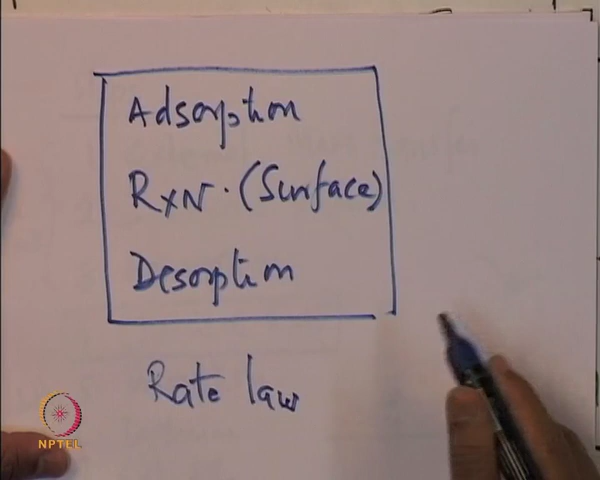 Adsorption
RXN. (Surface)
Desorption
Rate law
NPTEL